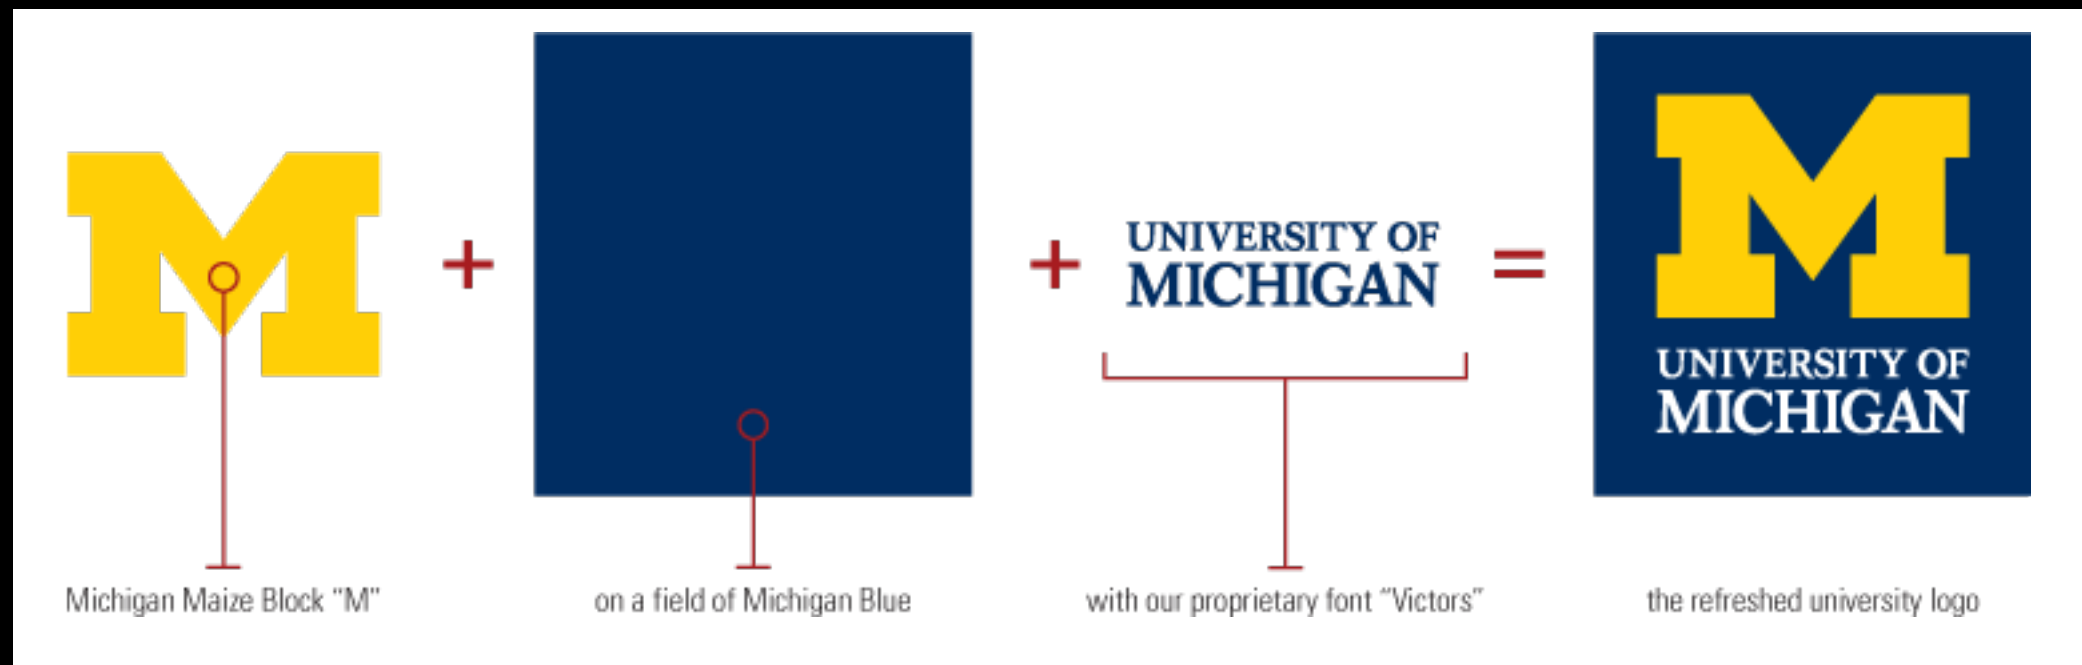 M
+
+
UNIVERSITY OF
MICHIGAN
=
M
UNIVERSITY OF
MICHIGAN
Michigan Maize Block “M”
on a field of Michigan Blue
with our proprietary font “Victors”
the refreshed university logo